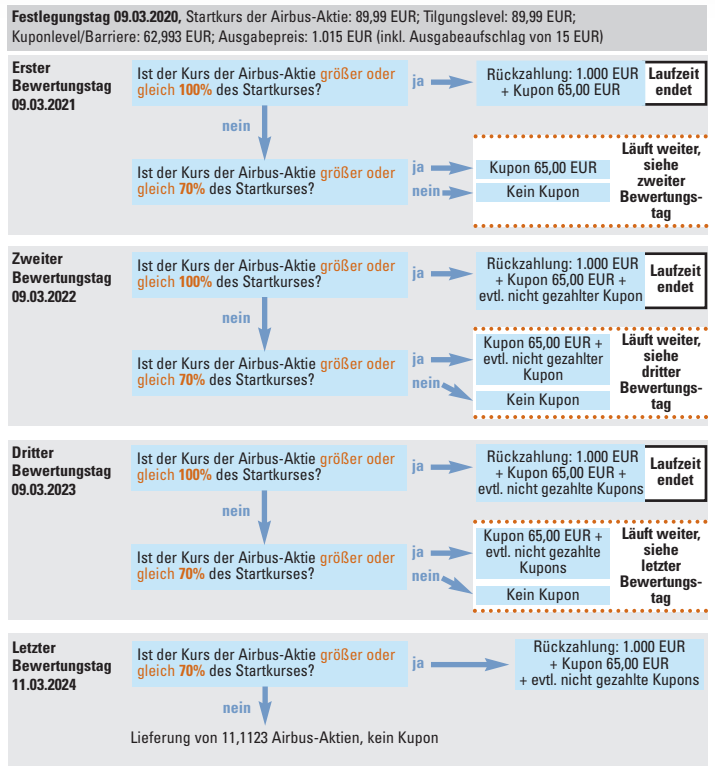 Festlegungstag 09.03.2020, Startkurs der Airbus-Aktie: 89,99 EUR; Tilgungslevel: 89,99 EUR;
Kuponlevel/Barriere: 62,993 EUR; Ausgabepreis: 1.015 EUR (inkl. Ausgabeaufschlag von 15 EUR)
Erster
Bewertungstag
09.03.2021
Ist der Kurs der Airbus-Aktie größer oder
gleich 100% des Startkurses?
ja
Rückzahlung: 1.000 EUR
+ Kupon 65,00 EUR
Laufzeit
endet
nein
Ist der Kurs der Airbus-Aktie größer oder
gleich 70% des Startkurses?
ja
nein
Kupon 65,00 EUR
Kein Kupon
Läuft weiter,
siehe
zweiter
Bewertungs-
tag
Zweiter
Bewertungstag
09.03.2022
Ist der Kurs der Airbus-Aktie größer oder
gleich 100% des Startkurses?
ja
Rückzahlung: 1.000 EUR
+ Kupon 65,00 EUR +
evtl. nicht gezahlter Kupon
Laufzeit
endet
nein
Ist der Kurs der Airbus-Aktie größer oder
gleich 70% des Startkurses?
ja
nein
Kupon 65,00 EUR +
evtl. nicht gezahlter
Kupon
Kein Kupon
Läuft weiter,
siehe
dritter
Bewertungs-
tag
Dritter
Bewertungstag
09.03.2023
Ist der Kurs der Airbus-Aktie größer oder
gleich 100% des Startkurses?
ja
Rückzahlung: 1.000 EUR
+ Kupon 65,00 EUR +
evtl. nicht gezahlte Kupons
Laufzeit
endet
nein
Ist der Kurs der Airbus-Aktie größer oder
gleich 70% des Startkurses?
ja
nein
Kupon 65,00 EUR +
evtl. nicht gezahlte
Kupons
Kein Kupon
Läuft weiter,
siehe
letzter
Bewertungs-
tag
Letzter
Bewertungstag
11.03.2024
Ist der Kurs der Airbus-Aktie größer oder
gleich 70% des Startkurses?
ja
Rückzahlung: 1.000 EUR
+ Kupon 65,00 EUR
+ evtl. nicht gezahlte Kupons
nein
Lieferung von 11,1123 Airbus-Aktien, kein Kupon